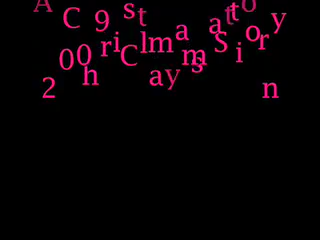 A C 9 s t a t t o y
0 0 r i C l m a m s S i o r
2 h a y n